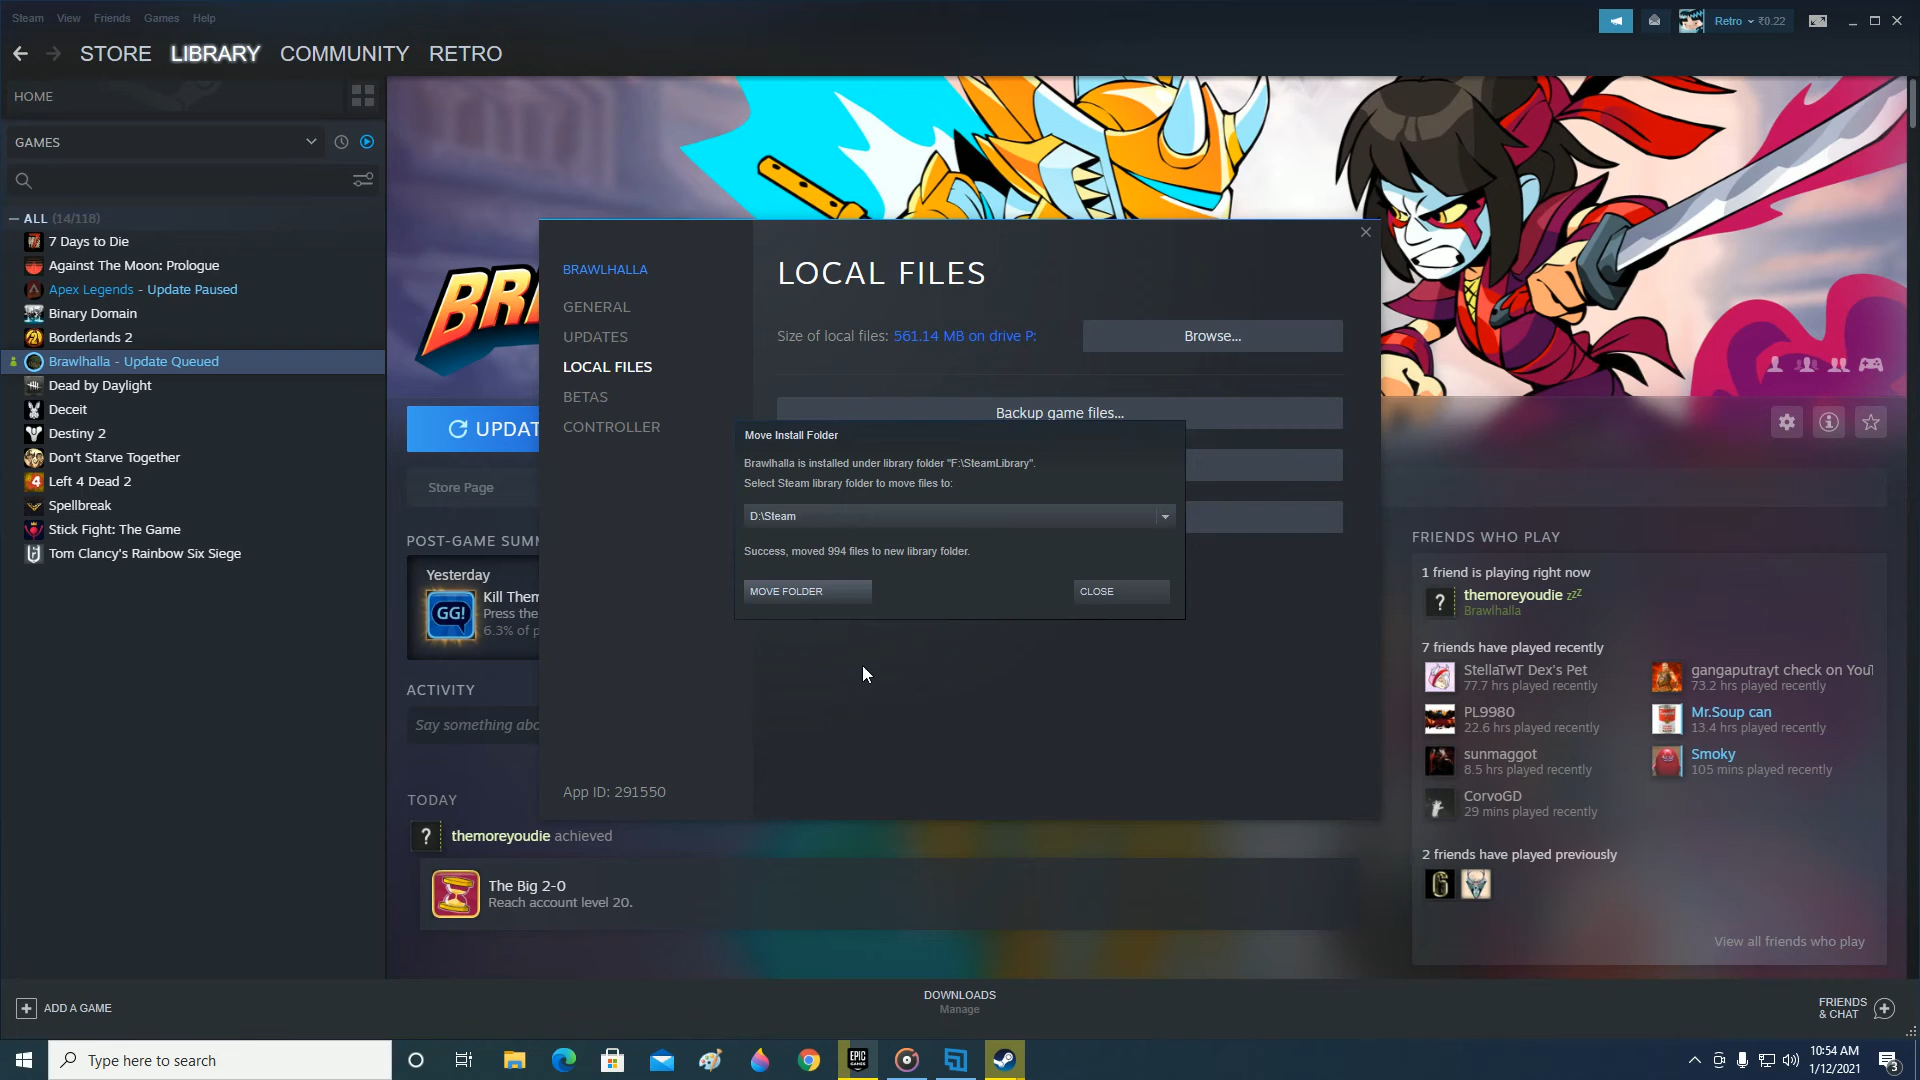 Steam View Friends Games Help
Retro ₹0.22
STORE LIBRARY COMMUNITY RETRO
HOME
GAMES
ALL (14/118)
7 Days to Die
Against The Moon: Prologue
Apex Legends - Update Paused
Binary Domain
Borderlands 2
Brawlhalla - Update Queued
Dead by Daylight
Deceit
Destiny 2
Don't Starve Together
Left 4 Dead 2
Spellbreak
Stick Fight: The Game
Tom Clancy's Rainbow Six Siege
ADD A GAME
BRAWLHALLA
GENERAL
UPDATES
LOCAL FILES
BETAS
CONTROLLER
App ID: 291550
LOCAL FILES
Size of local files: 561.14 MB on drive P:
Browse...
Backup game files...
Move Install Folder
Brawlhalla is installed under library folder "F:\SteamLibrary".
Select Steam library folder to move files to:
D:\Steam
Success, moved 994 files to new library folder.
MOVE FOLDER CLOSE
Store Page
Yesterday
GG!
Press the
ACTIVITY
TODAY
themoreyoudie achieved
The Big 2-0
Reach account level 20.
FRIENDS WHO PLAY
1 friend is playing right now
themoreyoudie zzz
Brawlhalla
7 friends have played recently
StellaTwT Dex's Pet
77.7 hrs played recently
gangaputrayt check on
73.2 hrs played recently
PL9980
22.6 hrs played recently
Mr.Soup can
13.4 hrs played recently
sunmaggot
8.5 hrs played recently
Smoky
105 mins played recently
CorvoGD
29 mins played recently
2 friends have played previously
View all friends who play
DOWNLOADS
Manage
FRIENDS
& CHAT
Type here to search
EPIC
GAMES
10:54 AM
1/12/2021
3